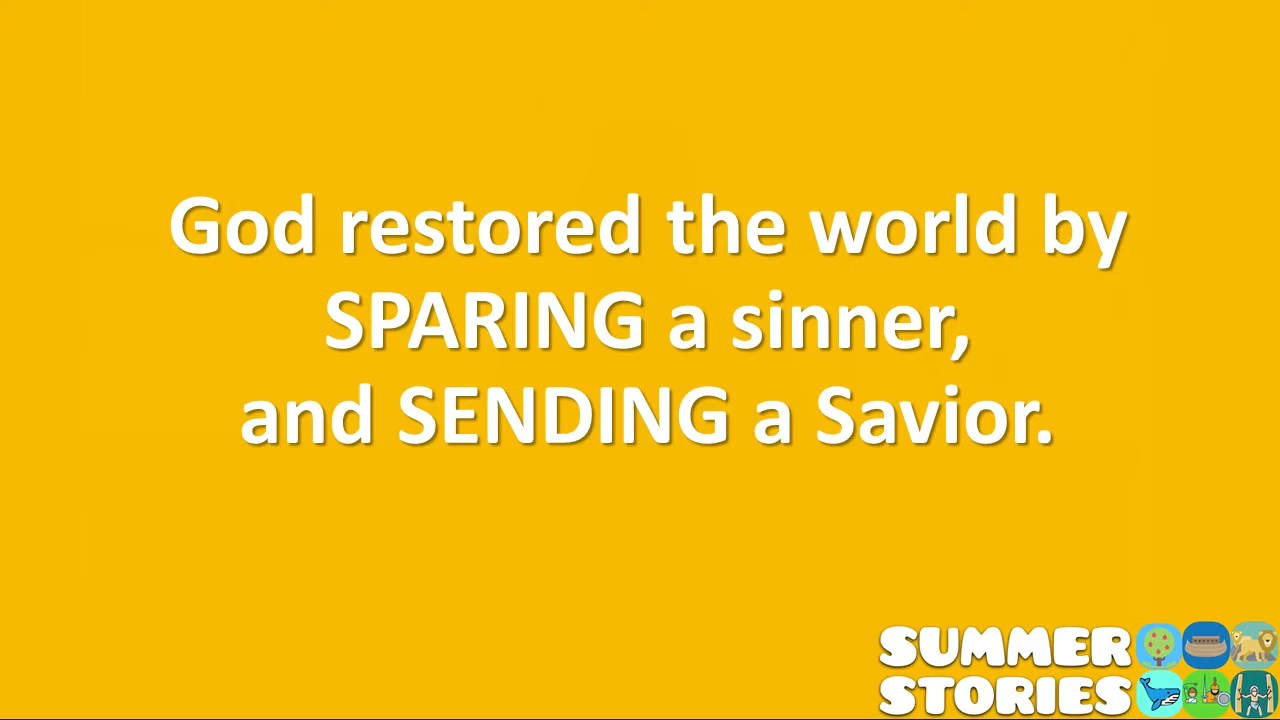 God restored the world by
SPARING a sinner,
and SENDING a Savior.
SUMMER
STORIES